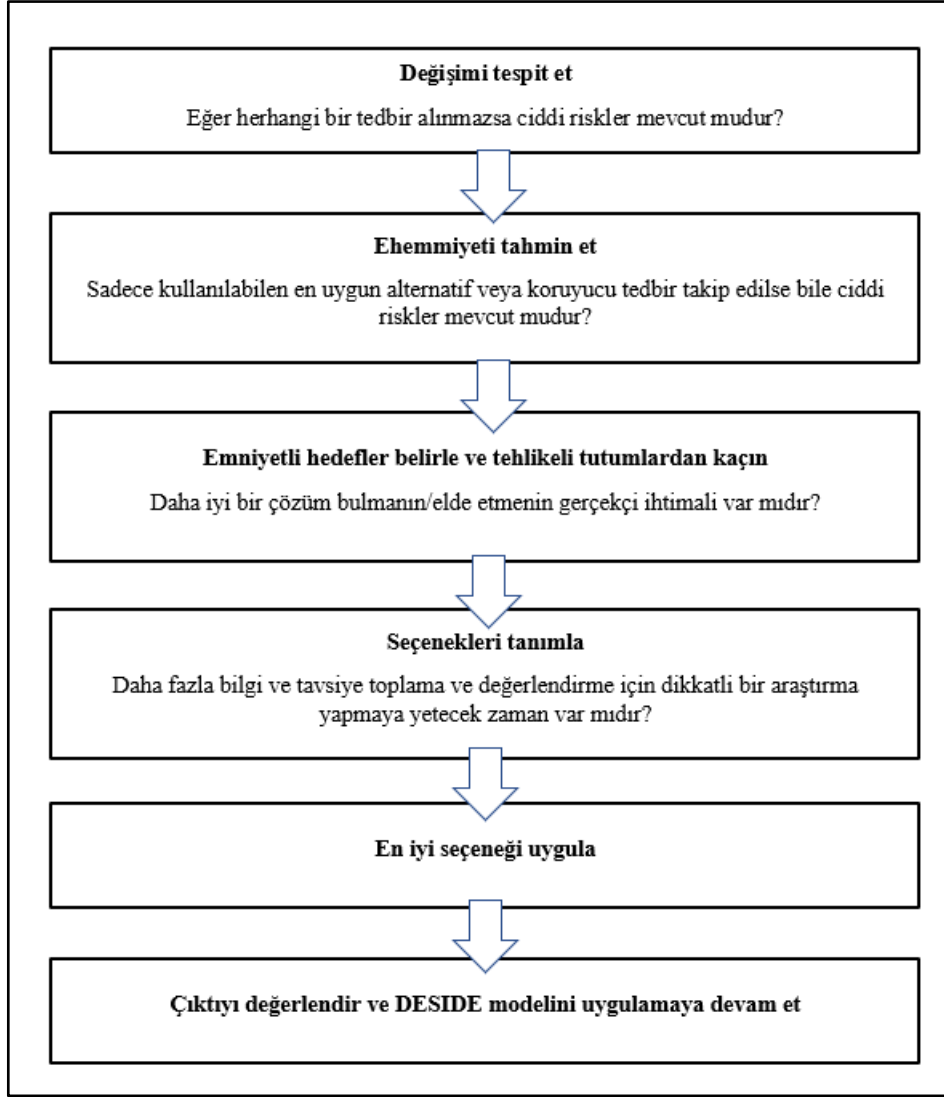 Değişimi tespit et
Eğer herhangi bir tedbir alınmazsa ciddi riskler mevcut mudur?
Ehemmiyeti tahmin et
Sadece kullanılabilen en uygun alternatif veya koruyucu tedbir takip edilse bile ciddi
riskler mevcut mudur?
Emniyetli hedefler belirle ve tehlikeli tutumlardan kaçın
Daha iyi bir çözüm bulmanın/elde etmenin gerçekçi ihtimali var mıdır?
Seçenekleri tanımla
Daha fazla bilgi ve tavsiye toplama ve değerlendirme için dikkatli bir araştırma
yapmaya yetecek zaman var mıdır?
En iyi seçeneği uygula
Çıktıyı değerlendir ve DESIDE modelini uygulamaya devam et